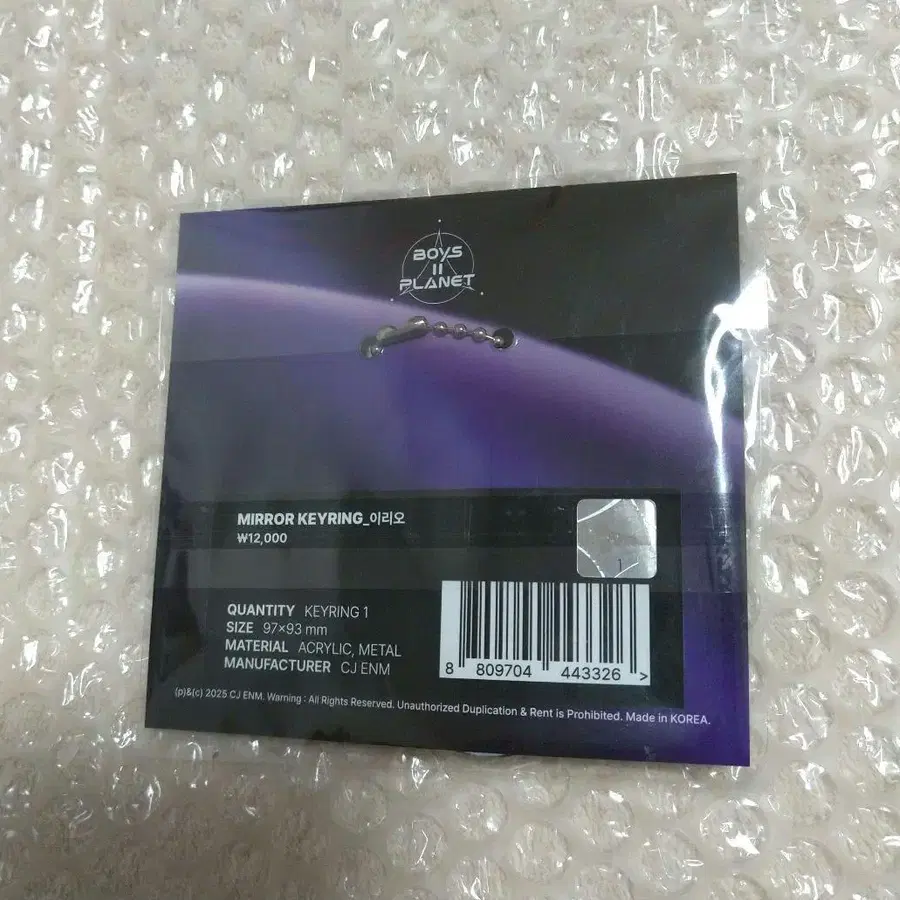 BOYS
II
PLANET
MIRROR KEYRING_이리오
₩12,000
1
QUANTITY KEYRING 1
SIZE 97×93 mm
MATERIAL ACRYLIC, METAL
MANUFACTURER CJ ENM
8 809704 443326 >
(p)&(c) 2025 CJ ENM. Warning : All Rights Reserved. Unauthorized Duplication & Rent is Prohibited. Made in KOREA.